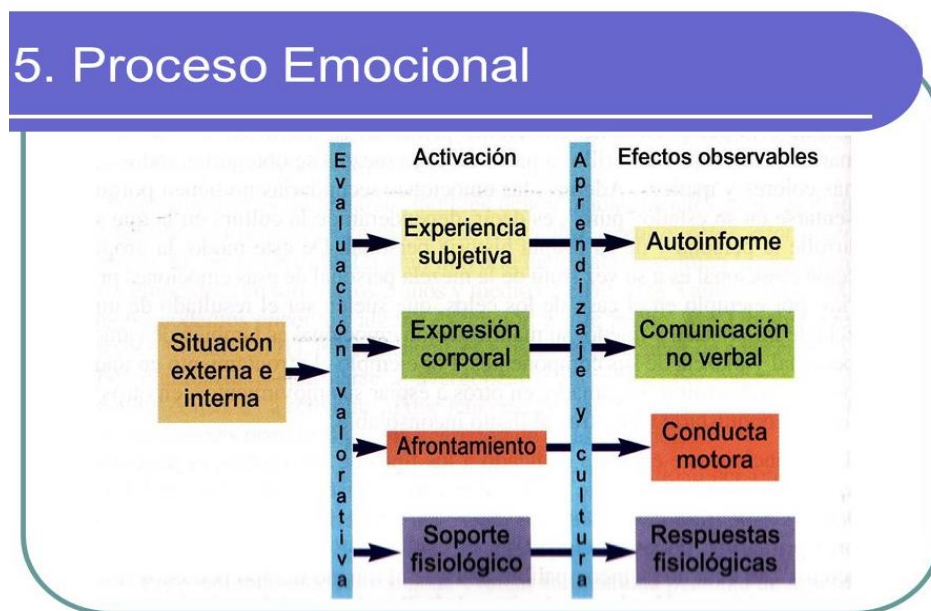 5. Proceso Emocional
Evaluación valorativa
Activación
Aprendizaje y cultura
Efectos observables
Situación
externa e
interna
Experiencia
subjetiva
Autoinforme
Expresión
corporal
Comunicación
no verbal
Afrontamiento
Conducta
motora
Soporte
fisiológico
Respuestas
fisiológicas